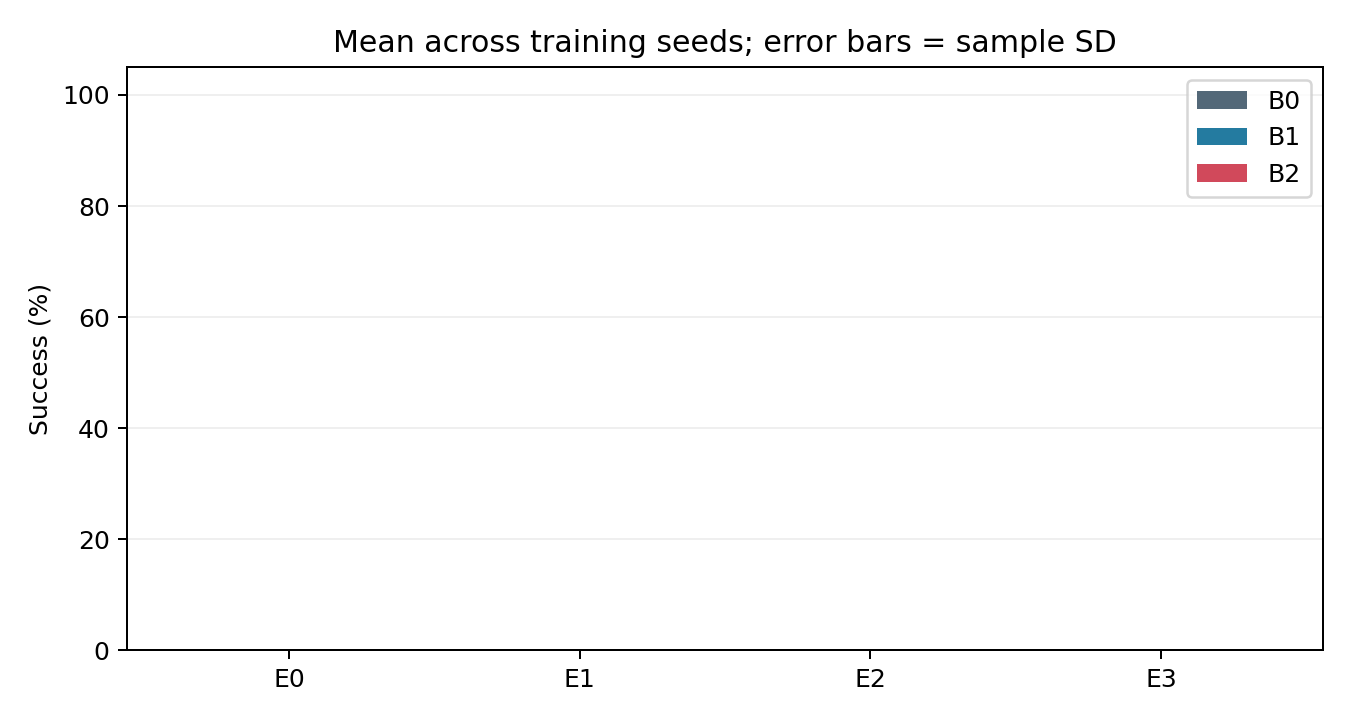 Mean across training seeds; error bars = sample SD
100
80
60
40
20
0
Success (%)
B0
B1
B2
E0 E1 E2 E3